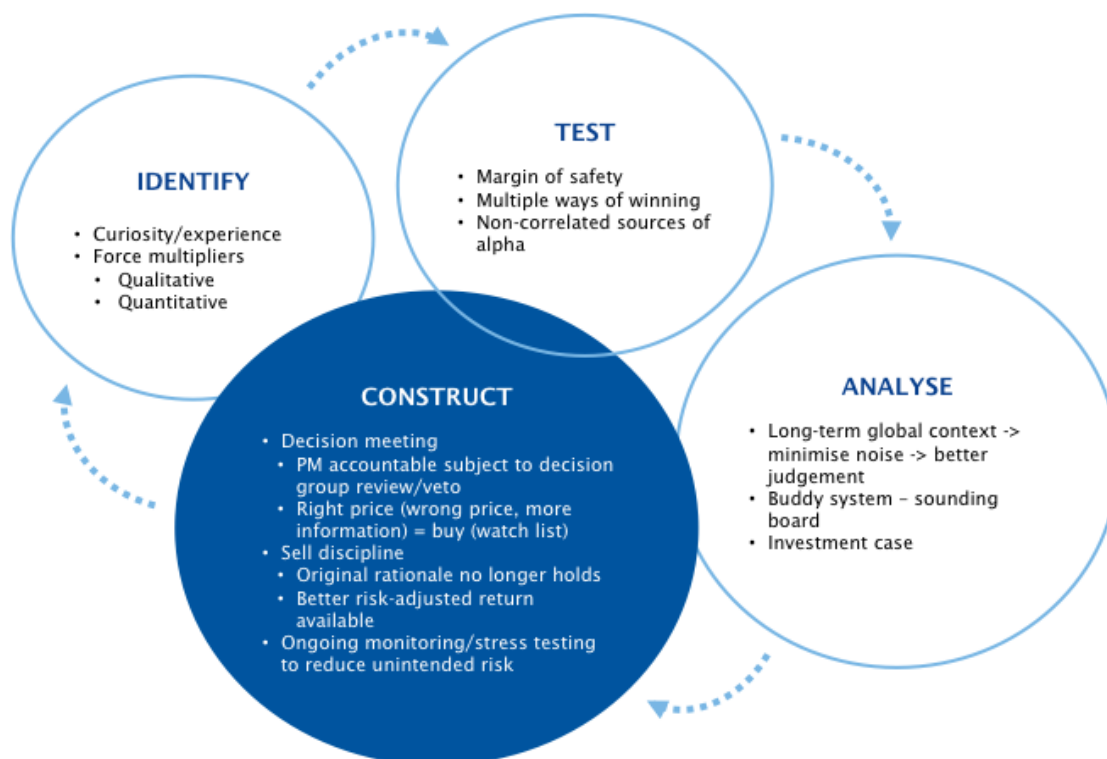 IDENTIFY
• Curiosity/experience
• Force multipliers
• Qualitative
• Quantitative
TEST
• Margin of safety
• Multiple ways of winning
• Non-correlated sources of
alpha
ANALYSE
• Long-term global context ->
minimise noise -> better
judgement
• Buddy system – sounding
board
• Investment case
CONSTRUCT
• Decision meeting
• PM accountable subject to decision
group review/veto
• Right price (wrong price, more
information) = buy (watch list)
• Sell discipline
• Original rationale no longer holds
• Better risk-adjusted return
available
• Ongoing monitoring/stress testing
to reduce unintended risk